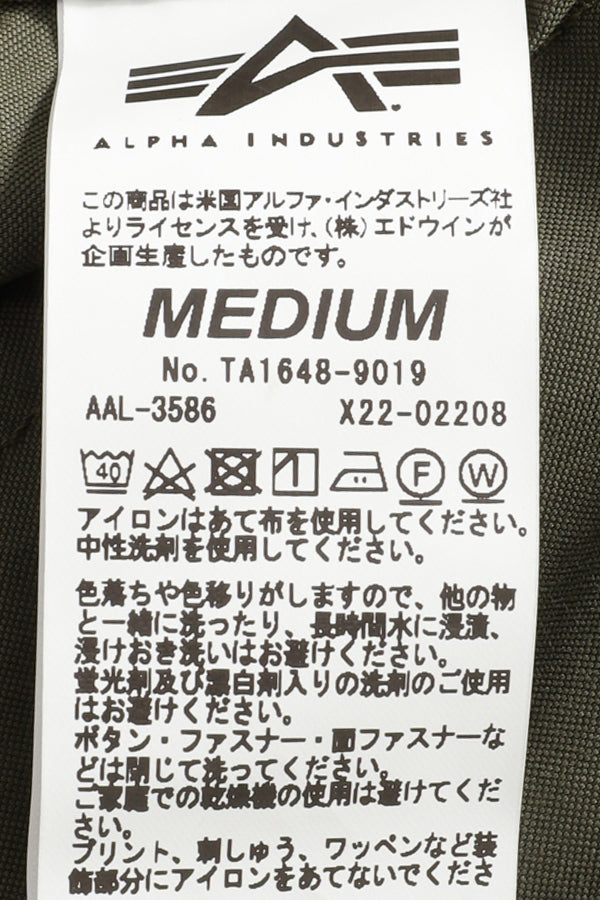 ALPHA INDUSTRIES
この商品は米国アルファ・インダストリーズ社
よりライセンスを受け、(株)エドウインが
企画生産したものです。
MEDIUM
No. TA1648-9019
AAL-3586 X22-02208
40 F W
アイロンはあて布を使用してください。
中性洗剤を使用してください。
色落ちや色移りがしますので、他の物
と一緒に洗ったり、長時間水に浸漬、
浸けおき洗いはお避けください。
蛍光剤及び漂白剤入りの洗剤のご使用
はお避けください。
ボタン・ファスナー・面ファスナーな
どは閉じて洗ってください。
ご家庭での乾燥機の使用は避けてくだ
さい。
プリント、刺しゅう、ワッペンなど装
飾部分にアイロンをあてないでくださ